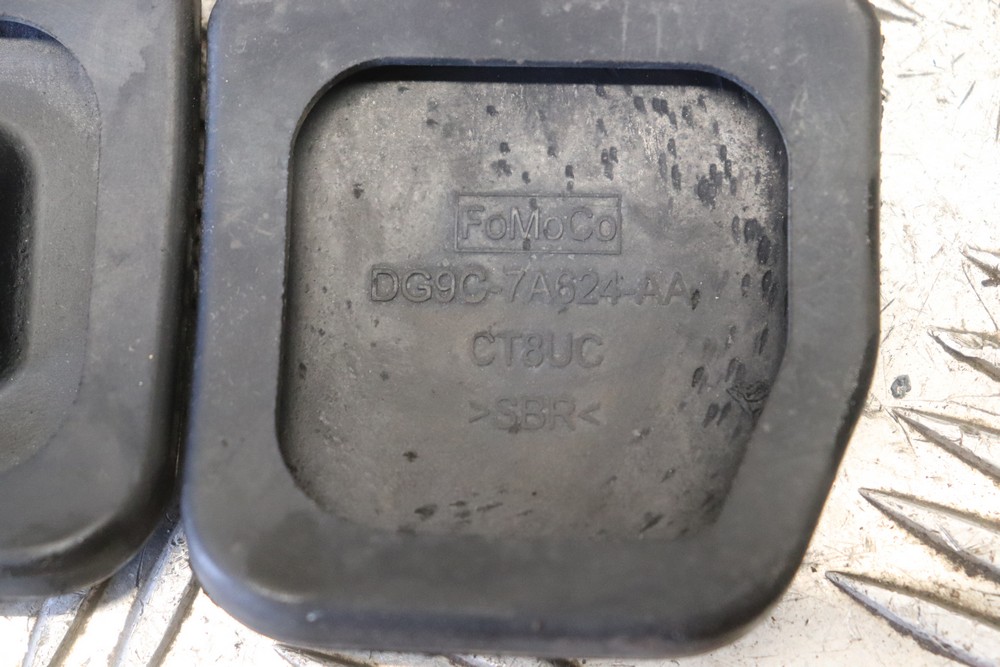 FoMoCo
DG9C-7A624-AA
CT8UC
>SBR<